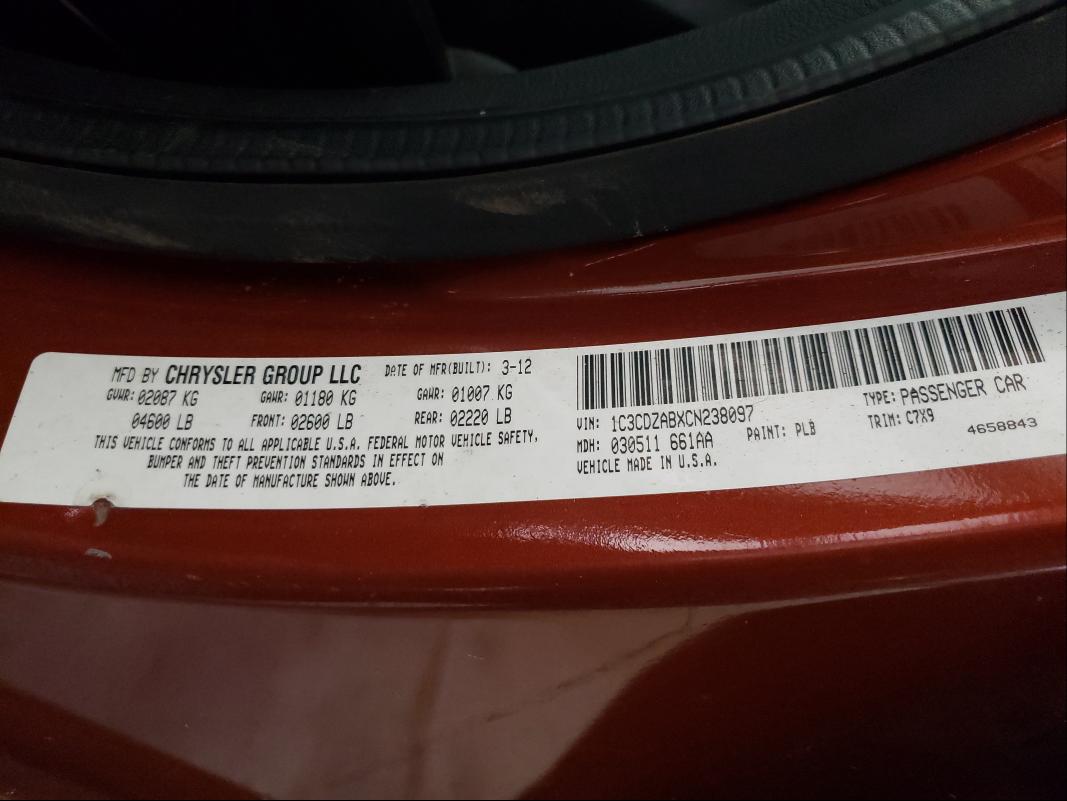 MFD BY CHRYSLER GROUP LLC DATE OF MFR(BUILT): 3-12
GVWR: 02087 KG GAWR: 01180 KG GAWR: 01007 KG
04600 LB FRONT: 02600 LB REAR: 02220 LB
THIS VEHICLE CONFORMS TO ALL APPLICABLE U.S.A. FEDERAL MOTOR VEHICLE SAFETY,
BUMPER AND THEFT PREVENTION STANDARDS IN EFFECT ON
THE DATE OF MANUFACTURE SHOWN ABOVE.
VIN: 1C3CDZABXCN238097 TYPE: PASSENGER CAR
MDH: 030511 661AA PAINT: PLB TRIM: C7X9
VEHICLE MADE IN U.S.A. 4658843